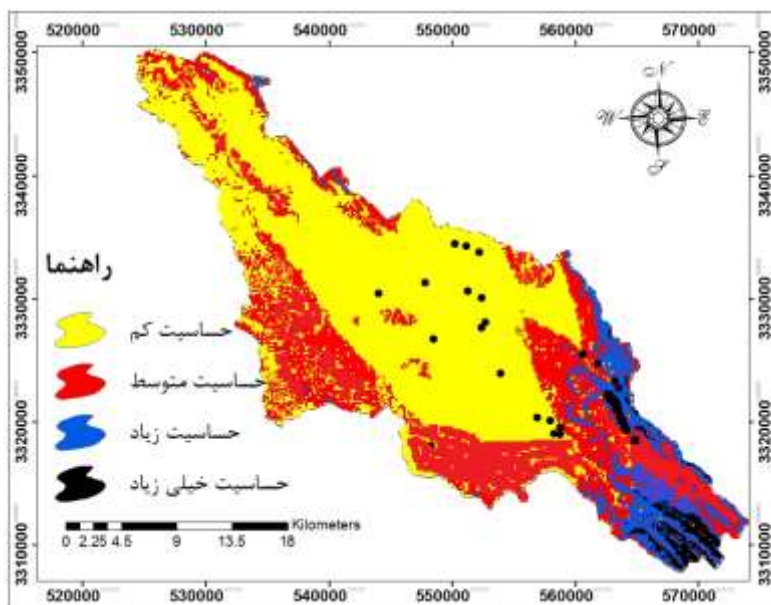 520000 530000 540000 550000 560000 570000
3350000 3350000
3340000 3340000
3330000 3330000
3320000 3320000
3310000 3310000
N
W E
S
راهنما
حساسیت کم
حساسیت متوسط
حساسیت زیاد
حساسیت خیلی زیاد
Kilometers
0 2.25 4.5 9 13.5 18
520000 530000 540000 550000 560000 570000